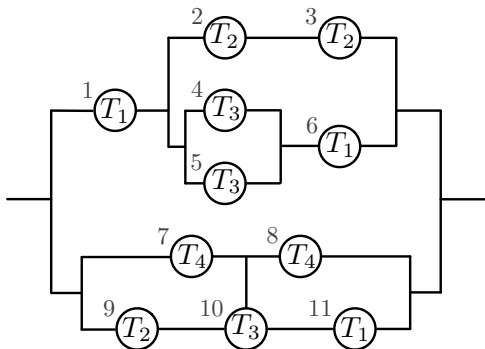 2 3
T₂ T₂
1 4
T₁ T₃
6
5 T₁
T₃
7 8
T₄ T₄
9 10 11
T₂ T₃ T₁